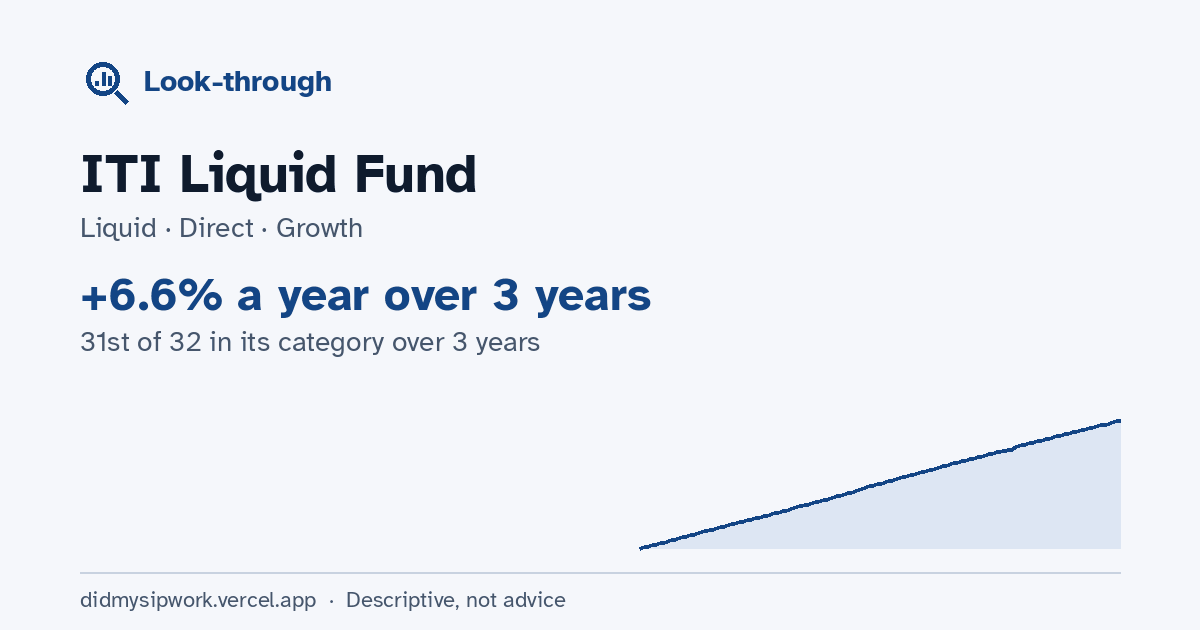 Look-through
ITI Liquid Fund
Liquid · Direct · Growth
+6.6% a year over 3 years
31st of 32 in its category over 3 years
didmysipwork.vercel.app · Descriptive, not advice